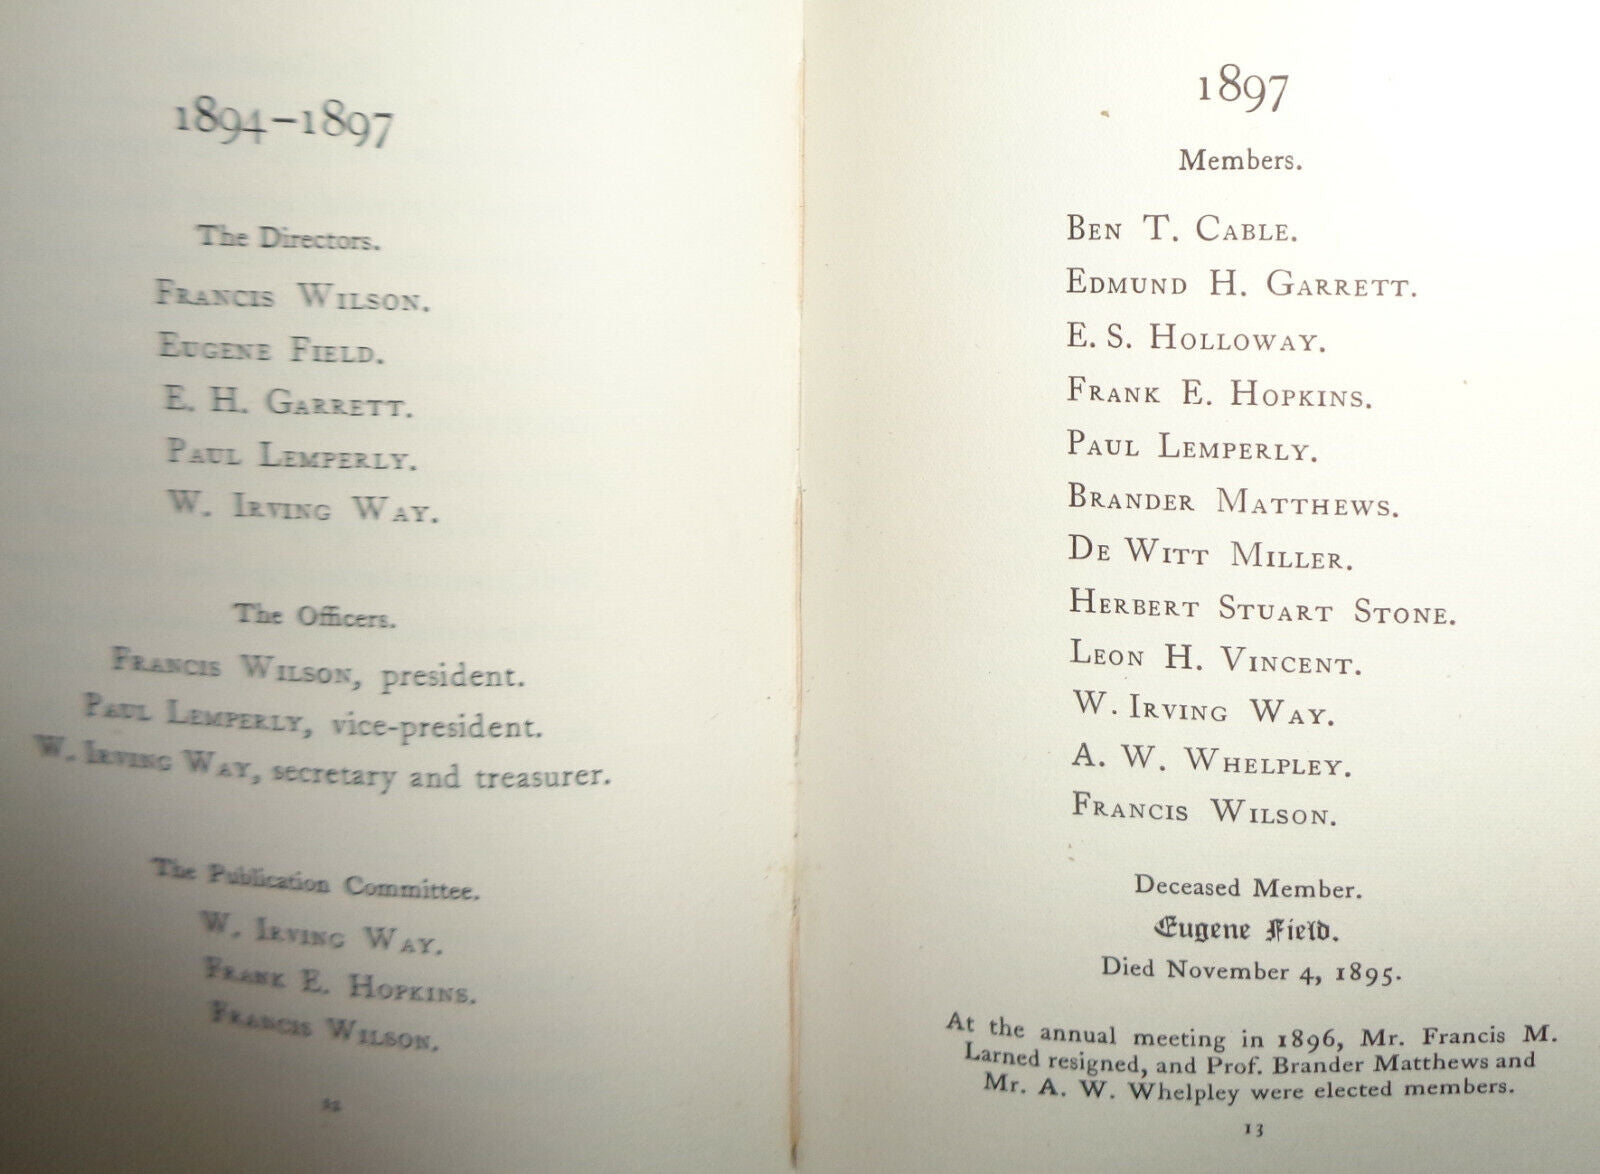 1894–1897
The Directors.
FRANCIS WILSON.
EUGENE FIELD.
E. H. GARRETT.
PAUL LEMPERLY.
W. IRVING WAY.
The Officers.
FRANCIS WILSON, president.
PAUL LEMPERLY, vice-president.
W. IRVING WAY, secretary and treasurer.
The Publication Committee.
W. IRVING WAY.
FRANK E. HOPKINS.
FRANCIS WILSON.
1897
Members.
BEN T. CABLE.
EDMUND H. GARRETT.
E. S. HOLLOWAY.
FRANK E. HOPKINS.
PAUL LEMPERLY.
BRANDER MATTHEWS.
DE WITT MILLER.
HERBERT STUART STONE.
LEON H. VINCENT.
W. IRVING WAY.
A. W. WHELPLEY.
FRANCIS WILSON.
Deceased Member.
Eugene Field.
Died November 4, 1895.
At the annual meeting in 1896, Mr. Francis M.
Larned resigned, and Prof. Brander Matthews and
Mr. A. W. Whelpley were elected members.
13